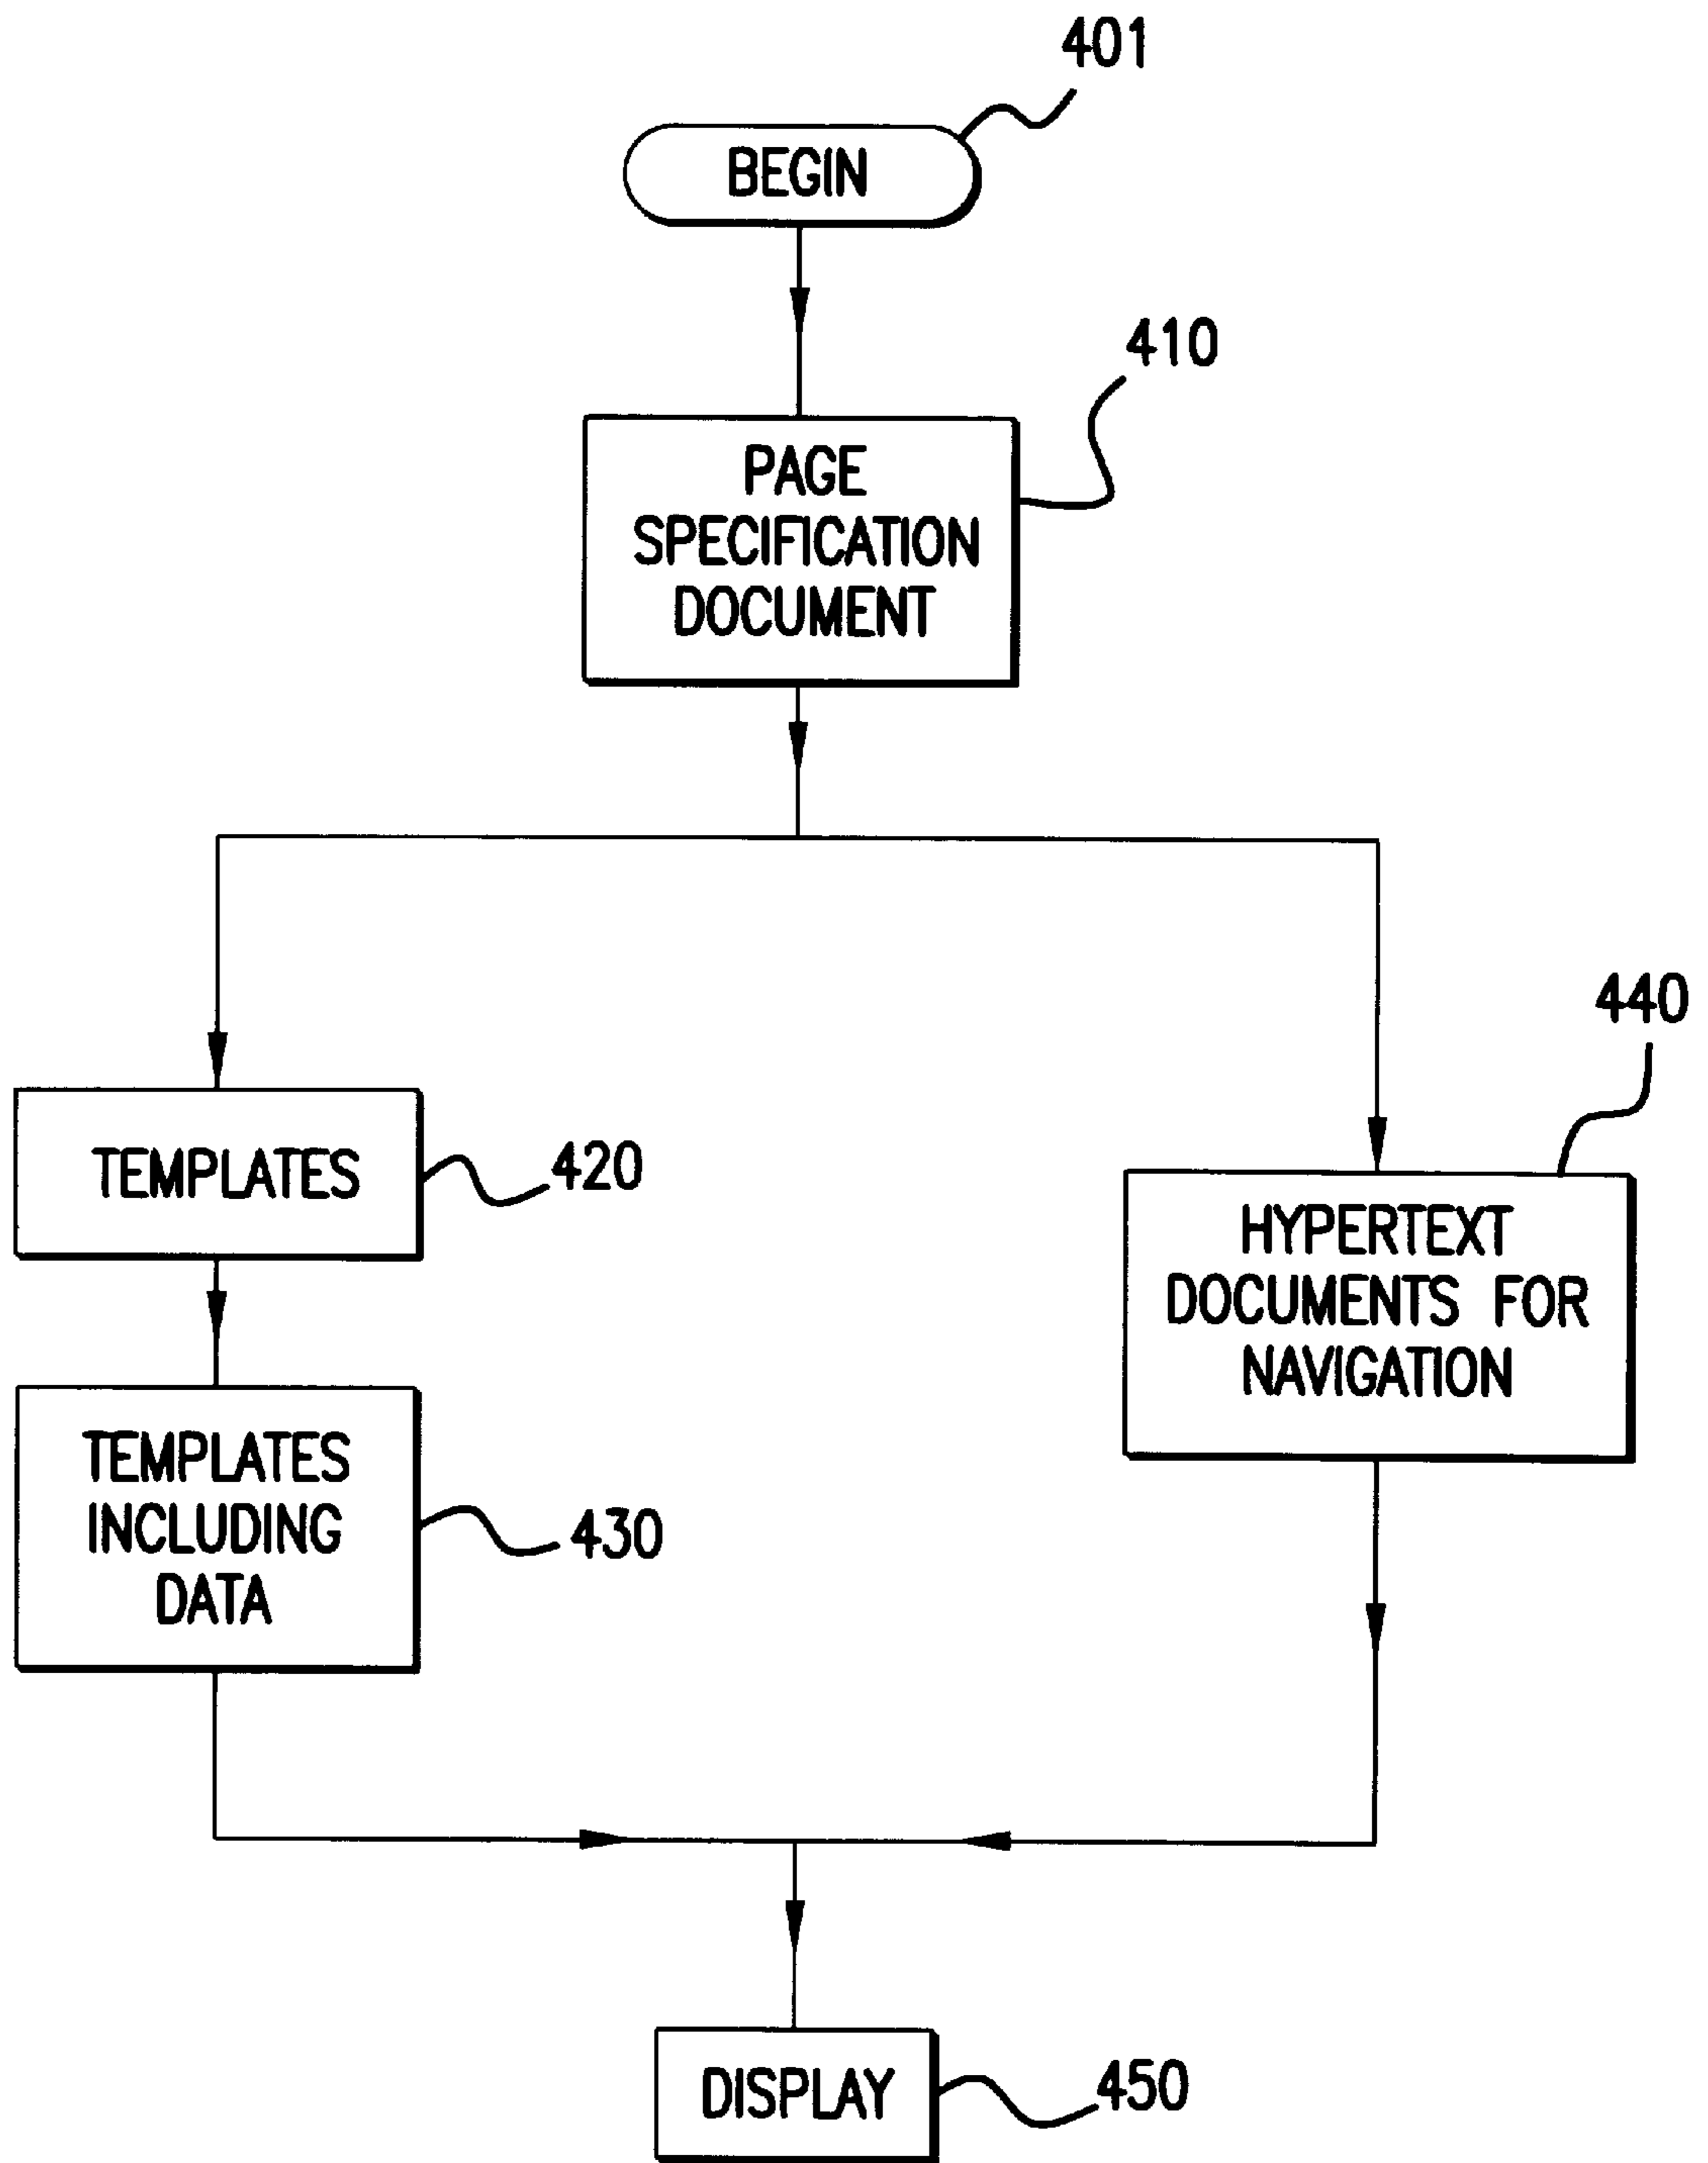 401
BEGIN
410
PAGE
SPECIFICATION
DOCUMENT
440
TEMPLATES
420
HYPERTEXT
DOCUMENTS FOR
NAVIGATION
TEMPLATES
INCLUDING
DATA
430
DISPLAY
450